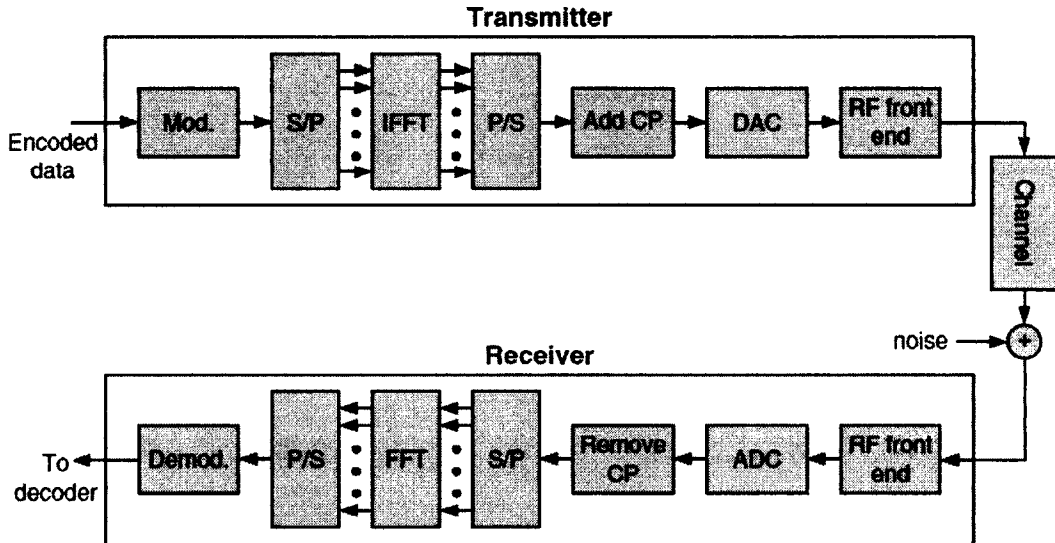 Transmitter
Encoded
data
Mod.
S/P
IFFT
P/S
Add CP
DAC
RF front
end
Channel
noise
+
Receiver
To
decoder
Demod.
P/S
FFT
S/P
Remove
CP
ADC
RF front
end